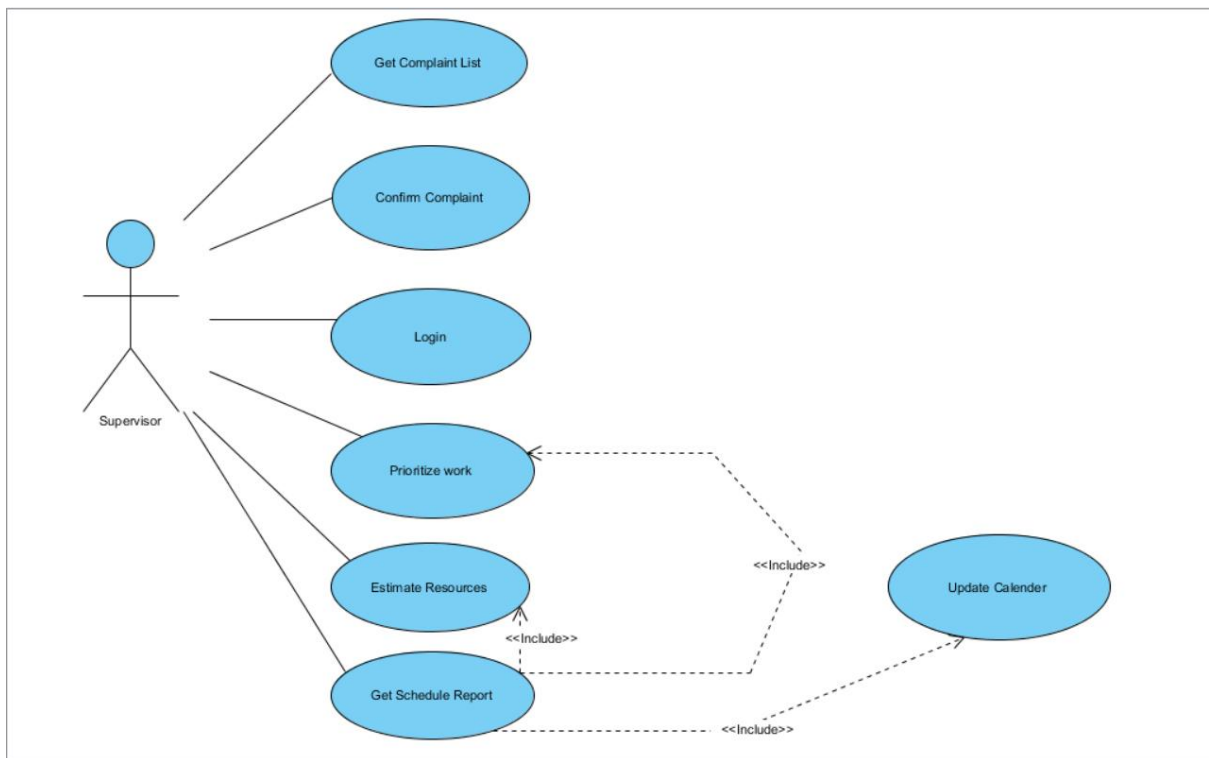 Get Complaint List
Confirm Complaint
Login
Supervisor
Prioritize work
<<Include>>
Estimate Resources
Update Calender
<<Include>>
Get Schedule Report
<<Include>>